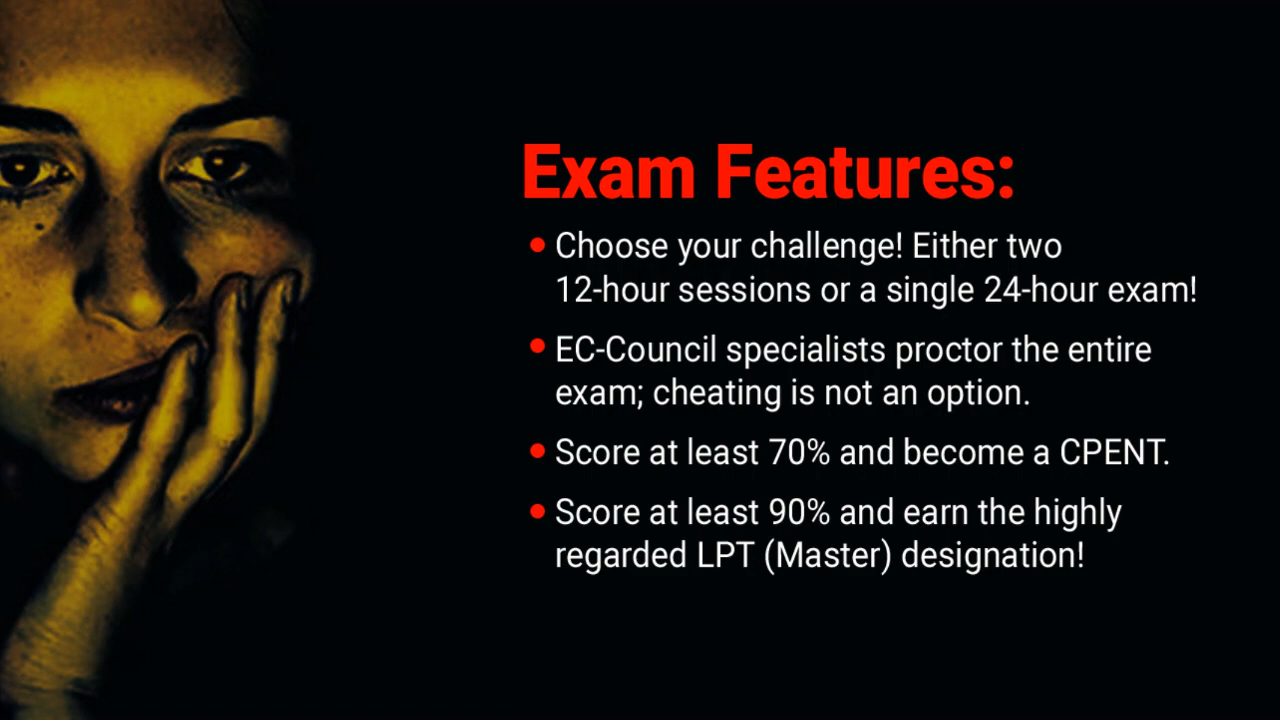 Exam Features:
• Choose your challenge! Either two
12-hour sessions or a single 24-hour exam!
• EC-Council specialists proctor the entire
exam; cheating is not an option.
• Score at least 70% and become a CPENT.
• Score at least 90% and earn the highly
regarded LPT (Master) designation!